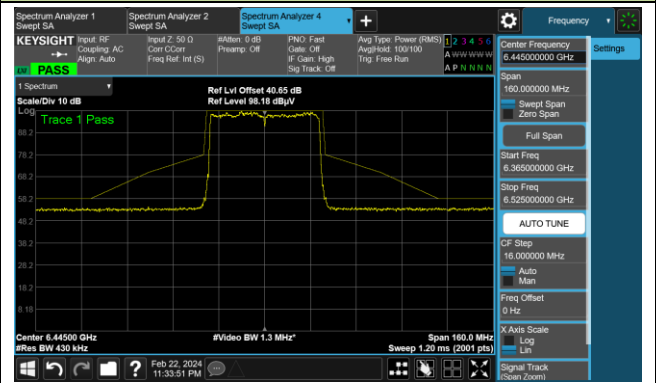 Spectrum Analyzer 1
Swept SA
Spectrum Analyzer 2
Swept SA
Spectrum Analyzer 4
Swept SA
Frequency
KEYSIGHT
Input: RF
Coupling: AC
Align: Auto
Input Z: 50 Ω
Corr CCorr
Freq Ref: Int (S)
#Atten: 0 dB
Preamp: Off
PNO: Fast
Gate: Off
IF Gain: High
Sig Track: Off
Avg Type: Power (RMS)
Avg|Hold: 100/100
Trig: Free Run
1 2 3 4 5 6
A W W W W W
A P N N N N
PASS
1 Spectrum
Scale/Div 10 dB
Ref Lvl Offset 40.65 dB
Ref Level 98.18 dBµV
Log
Trace 1 Pass
88.2
78.2
68.2
58.2
48.2
38.2
28.2
18.2
8.18
Center 6.44500 GHz
#Res BW 430 kHz
#Video BW 1.3 MHz*
Span 160.0 MHz
Sweep 1.20 ms (2001 pts)
Center Frequency
6.445000000 GHz
Settings
Span
160.000000 MHz
Swept Span
Zero Span
Full Span
Start Freq
6.365000000 GHz
Stop Freq
6.525000000 GHz
AUTO TUNE
CF Step
16.000000 MHz
Auto
Man
Freq Offset
0 Hz
X Axis Scale
Log
Lin
Signal Track
(Span Zoom)
Feb 22, 2024
11:33:51 PM